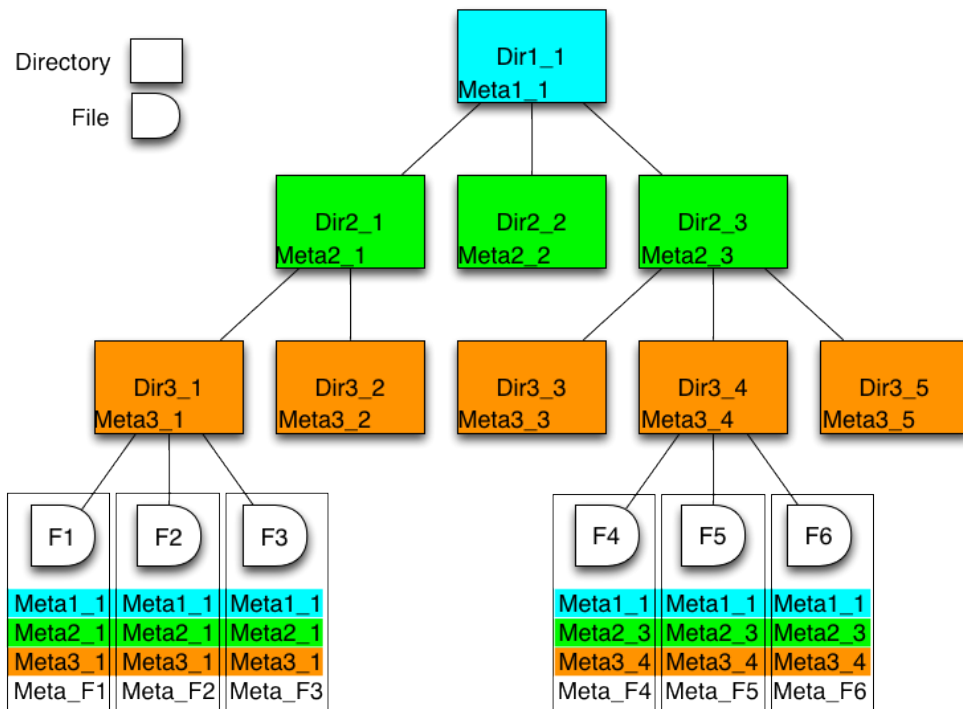 Directory
File
Dir1_1
Meta1_1
Dir2_1
Meta2_1
Dir2_2
Meta2_2
Dir2_3
Meta2_3
Dir3_1
Meta3_1
Dir3_2
Meta3_2
Dir3_3
Meta3_3
Dir3_4
Meta3_4
Dir3_5
Meta3_5
F1
Meta1_1
Meta2_1
Meta3_1
Meta_F1
F2
Meta1_1
Meta2_1
Meta3_1
Meta_F2
F3
Meta1_1
Meta2_1
Meta3_1
Meta_F3
F4
Meta1_1
Meta2_3
Meta3_4
Meta_F4
F5
Meta1_1
Meta2_3
Meta3_4
Meta_F5
F6
Meta1_1
Meta2_3
Meta3_4
Meta_F6